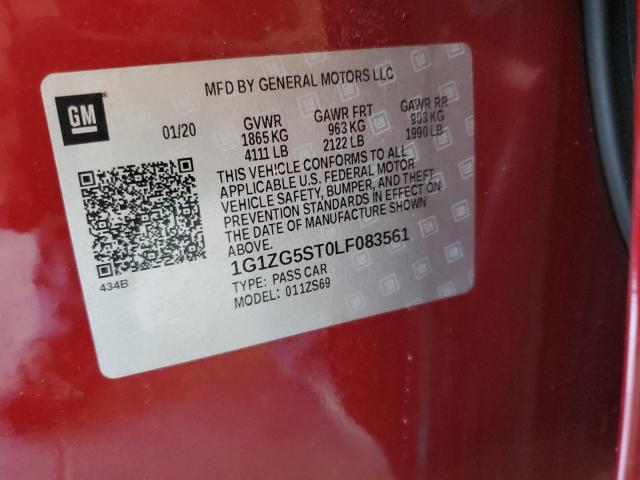 MFD BY GENERAL MOTORS LLC
GM
01/20
GVWR
1865 KG
4111 LB
GAWR FRT
963 KG
2122 LB
GAWR RR
903 KG
1990 LB
THIS VEHICLE CONFORMS TO ALL
APPLICABLE U.S. FEDERAL MOTOR
VEHICLE SAFETY, BUMPER, AND THEFT
PREVENTION STANDARDS IN EFFECT ON
THE DATE OF MANUFACTURE SHOWN
ABOVE.
1G1ZG5ST0LF083561
TYPE: PASS CAR
MODEL: 011ZS69
434B